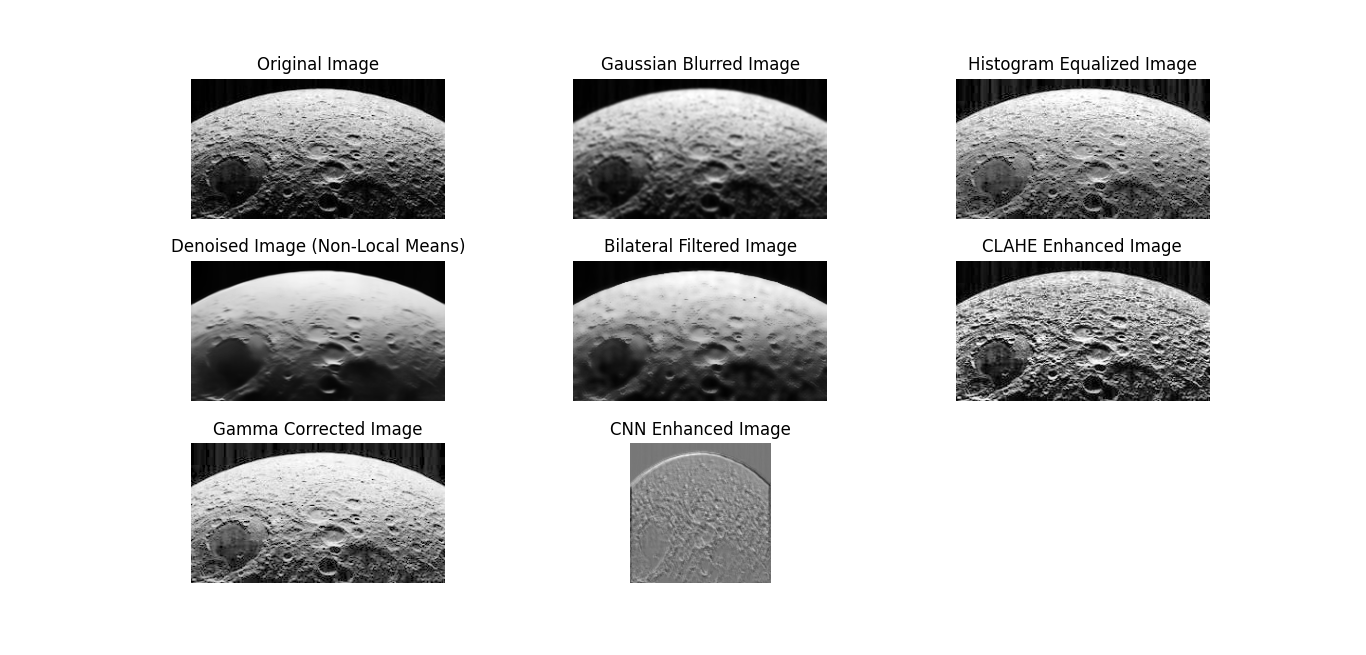 Original Image
Gaussian Blurred Image
Histogram Equalized Image
Denoised Image (Non-Local Means)
Bilateral Filtered Image
CLAHE Enhanced Image
Gamma Corrected Image
CNN Enhanced Image